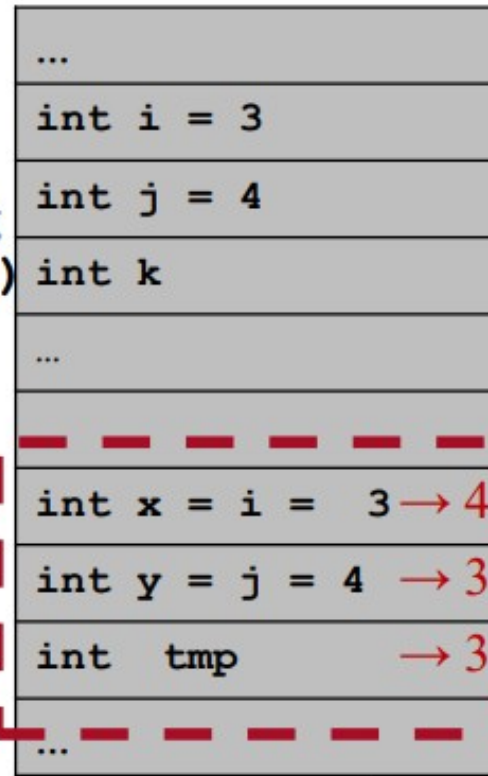 ...
int i = 3
int j = 4
) int k
...
int x = i = 3 → 4
int y = j = 4 → 3
int tmp → 3
...